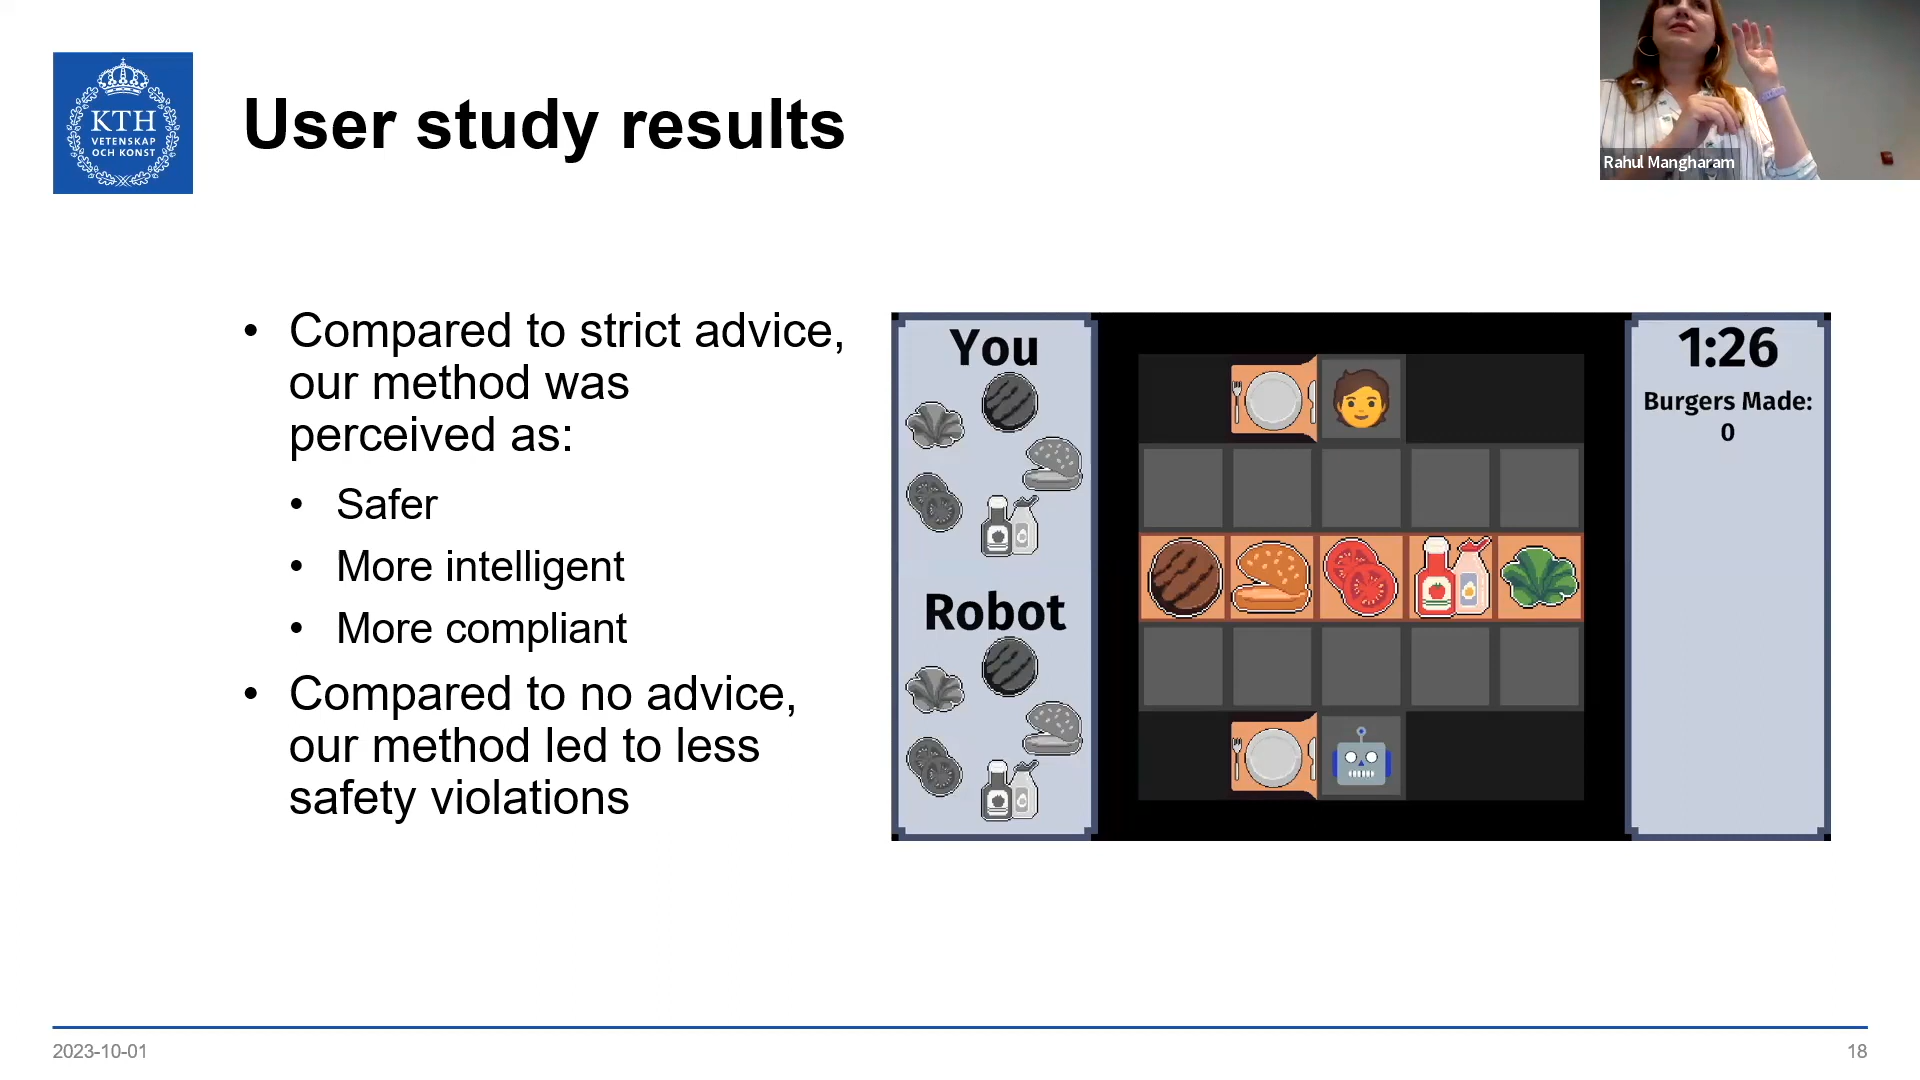 KTH
VETENSKAP
OCH KONST
User study results
Rahul Mangharam
• Compared to strict advice,
our method was
perceived as:
• Safer
• More intelligent
• More compliant
• Compared to no advice,
our method led to less
safety violations
You
Robot
1:26
Burgers Made:
0
2023-10-01
18